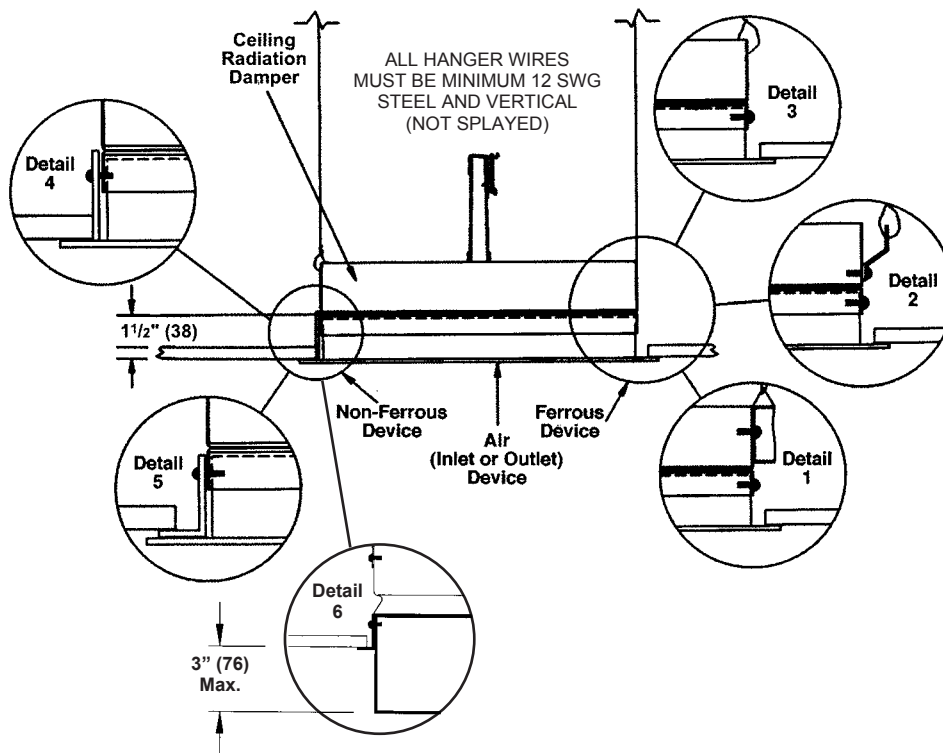 Ceiling
Radiation
Damper
ALL HANGER WIRES
MUST BE MINIMUM 12 SWG
STEEL AND VERTICAL
(NOT SPLAYED)
Detail
3
Detail
4
Detail
2
1 1/2" (38)
Non-Ferrous
Device
Ferrous
Device
Air
(Inlet or Outlet)
Device
Detail
5
Detail
1
Detail
6
3" (76)
Max.